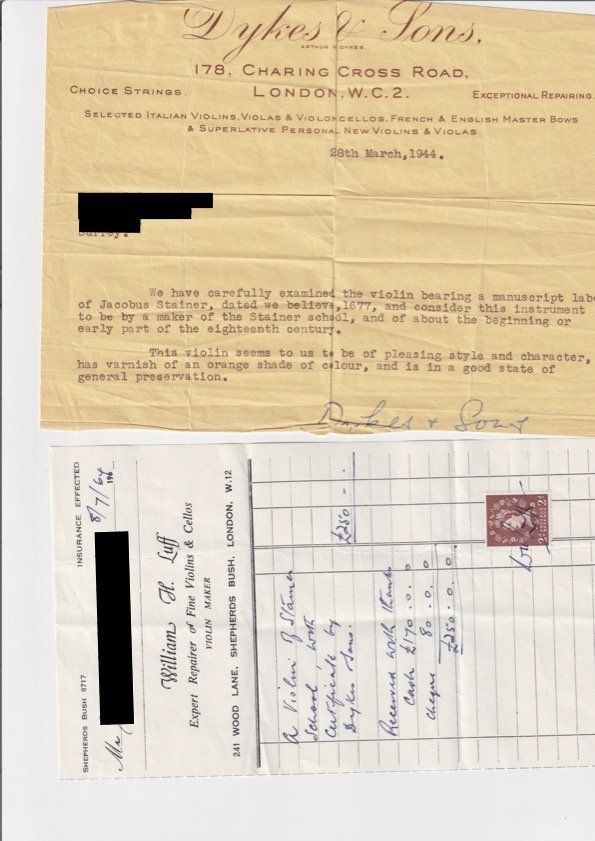 Dykes & Sons.
ARTHUR W DYKES
178, CHARING CROSS ROAD,
CHOICE STRINGS. LONDON, W.C.2. EXCEPTIONAL REPAIRING.
SELECTED ITALIAN VIOLINS, VIOLAS & VIOLONCELLOS, FRENCH & ENGLISH MASTER BOWS
& SUPERLATIVE PERSONAL NEW VIOLINS & VIOLAS.
28th March, 1944.
Surrey.
We have carefully examined the violin bearing a manuscript labe
of Jacobus Stainer, dated we believe, 1677, and consider this instrument
to be by a maker of the Stainer school, and of about the beginning or
early part of the eighteenth century.
This violin seems to us to be of pleasing style and character,
has varnish of an orange shade of colour, and is in a good state of
general preservation.
Dykes & Sons
SHEPHERDS BUSH 8717 INSURANCE EFFECTED
8/7/64 196
Mr
William H. Luff
Expert Repairer of Fine Violins & Cellos
VIOLIN MAKER
241 WOOD LANE, SHEPHERDS BUSH, LONDON, W.12
A Violin of Stainer
School, with
Certificate by
Dykes Sons. £250 - -
Received with thanks
Cash £170.0.0
cheque 80.0.0
£250.0.0